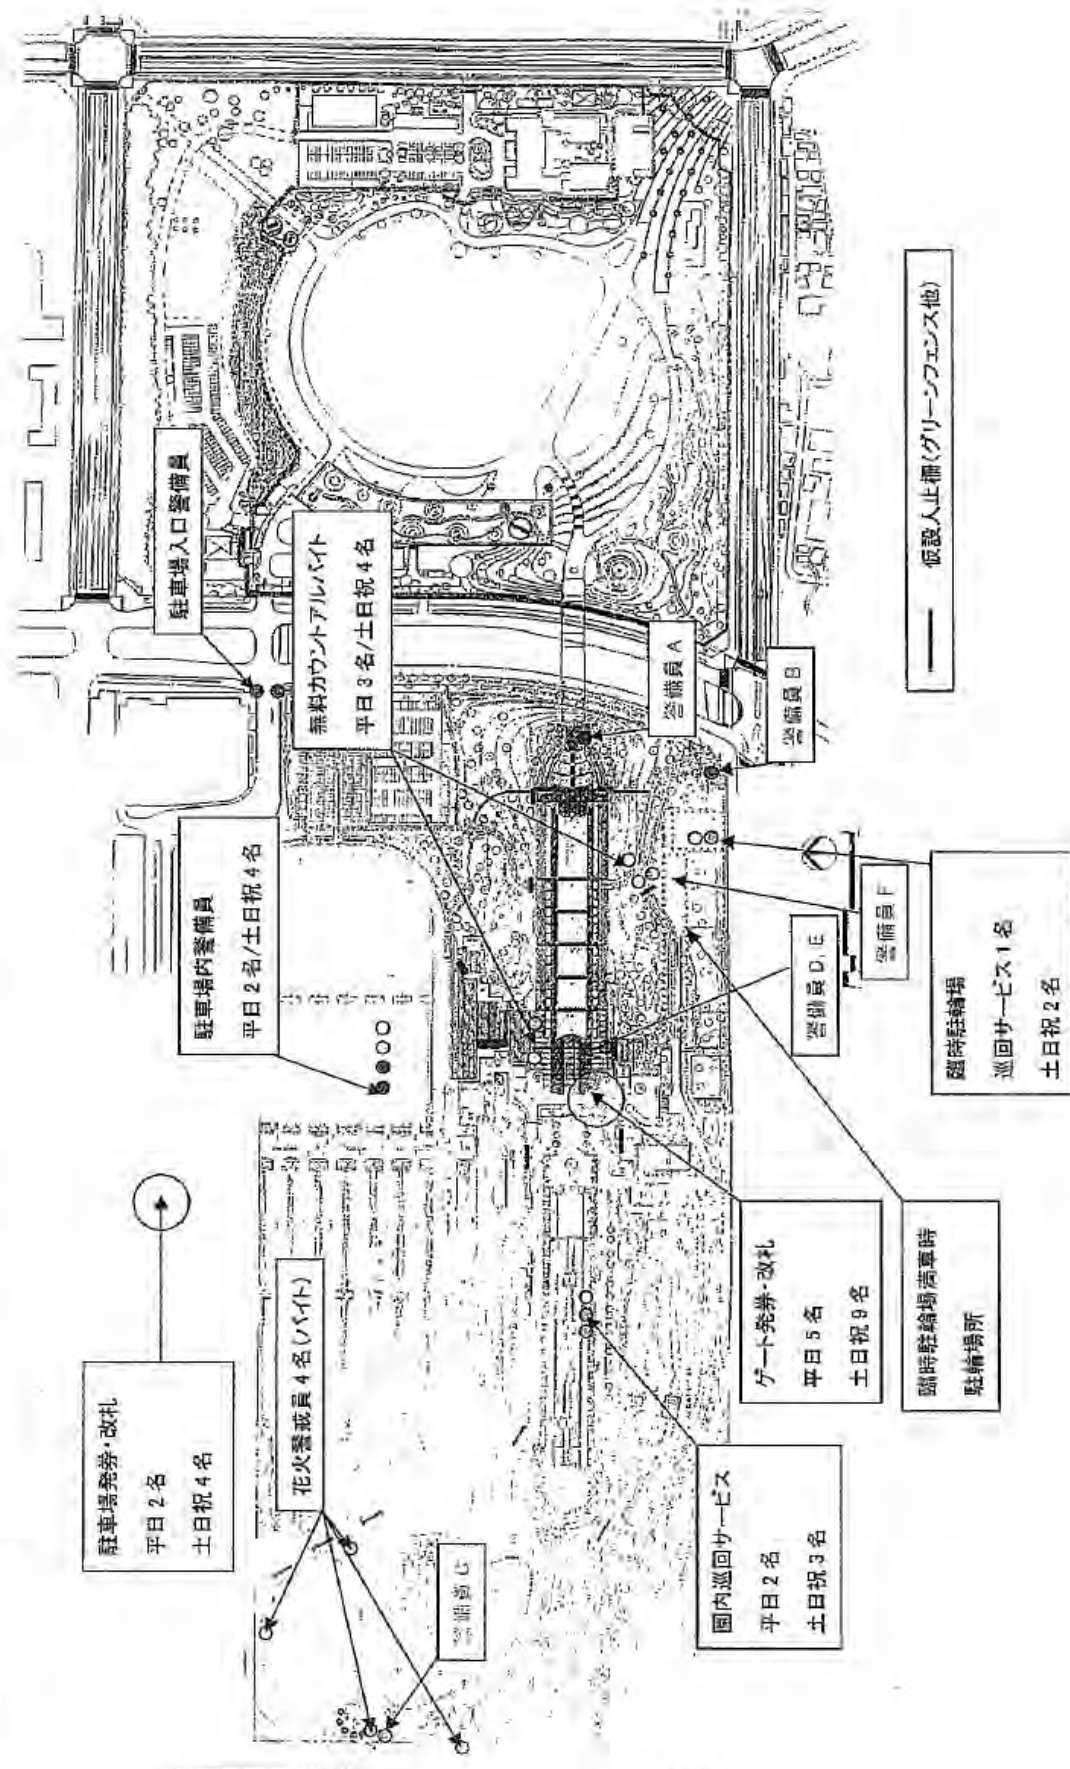 駐車場発券・改札
平日2名
土日祝4名
花火警戒員4名(バイト)
警備員C
園内巡回サービス
平日2名
土日祝3名
駐車場内警備員
平日2名/土日祝4名
ゲート発券・改札
平日5名
土日祝9名
臨時駐輪場満車時
駐輪場所
駐車場入口警備員
無料カウントアルバイト
平日3名/土日祝4名
警備員D, E
警備員F
臨時駐輪場
巡回サービス1名
土日祝2名
警備員A
警備員B
仮設人止柵(グリーンフェンス他)